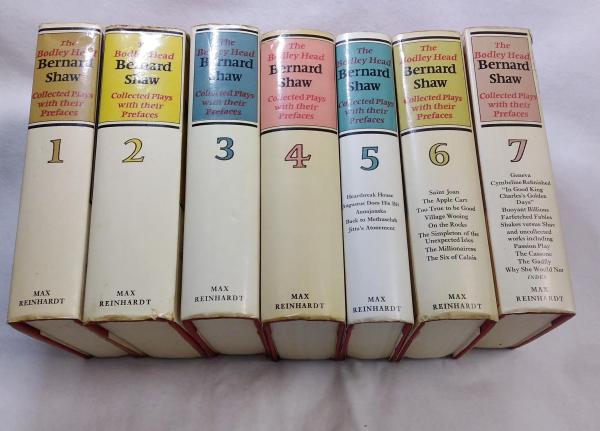 The
Bodley Head
Bernard
Shaw
Collected Plays
with their
Prefaces
1
MAX
REINHARDT
The
Bodley Head
Bernard
Shaw
Collected Plays
with their
Prefaces
2
MAX
REINHARDT
The
Bodley Head
Bernard
Shaw
Collected Plays
with their
Prefaces
3
MAX
REINHARDT
The
Bodley Head
Bernard
Shaw
Collected Plays
with their
Prefaces
4
MAX
REINHARDT
The
Bodley Head
Bernard
Shaw
Collected Plays
with their
Prefaces
5
Heartbreak House
Augustus Does His Bit
Annajanska
Back to Methuselah
Jitta's Atonement
MAX
REINHARDT
The
Bodley Head
Bernard
Shaw
Collected Plays
with their
Prefaces
6
Saint Joan
The Apple Cart
Too True to be Good
Village Wooing
On the Rocks
The Simpleton of the
Unexpected Isles
The Millionairess
The Six of Calais
MAX
REINHARDT
The
Bodley Head
Bernard
Shaw
Collected Plays
with their
Prefaces
7
Geneva
Cymbeline Refinished
"In Good King
Charles's Golden
Days"
Buoyant Billions
Farfetched Fables
Shakes versus Shav
and uncollected
works including
Passion Play
The Cassone
The Gadfly
Why She Would Not
INDEX
MAX
REINHARDT